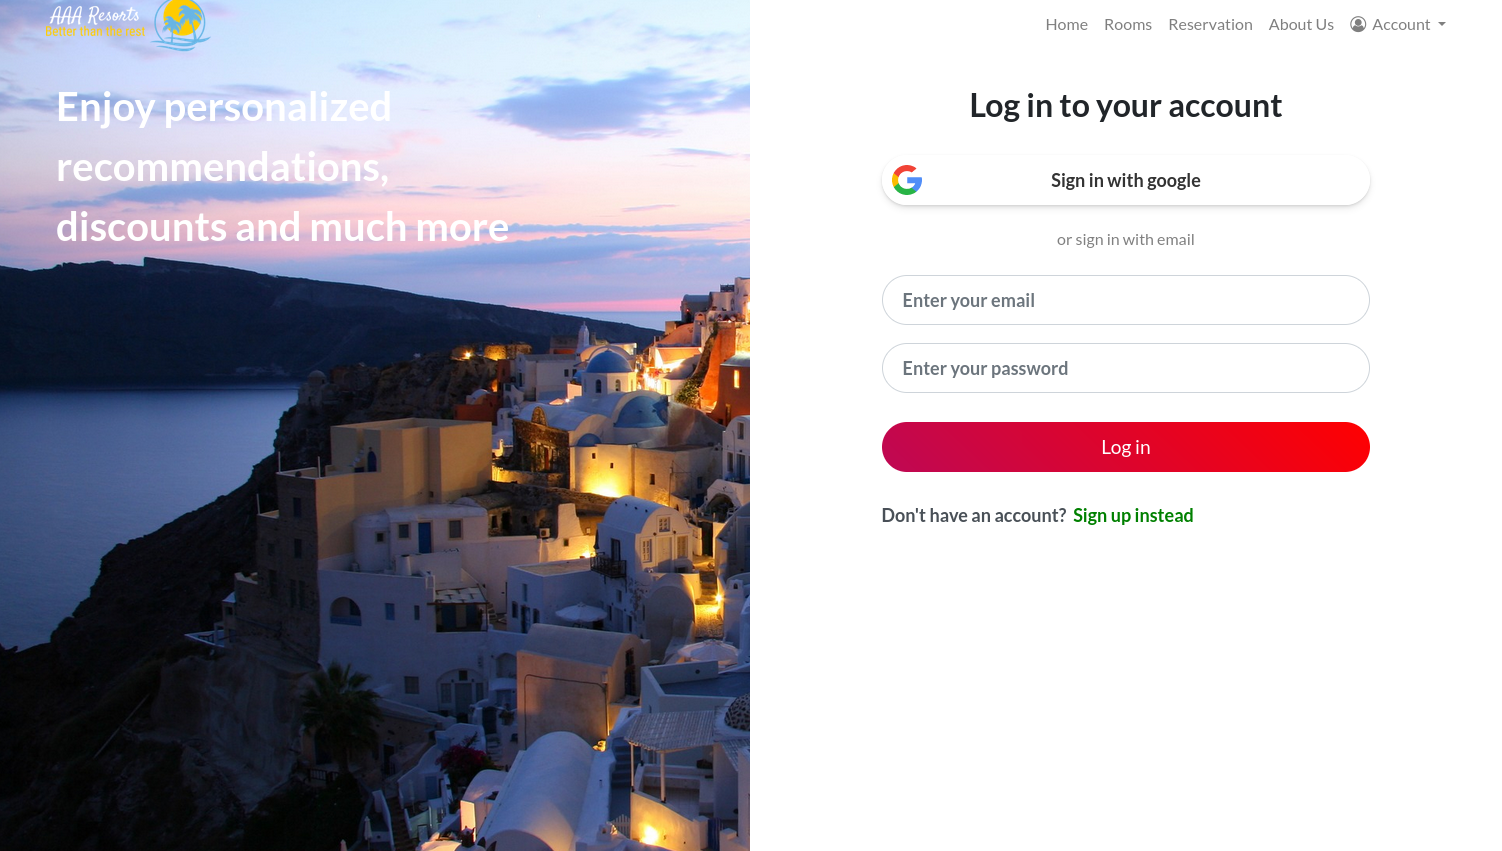 AAA Resorts
Better than the rest
Home
Rooms
Reservation
About Us
Account
Enjoy personalized
recommendations,
discounts and much more
Log in to your account
Sign in with google
or sign in with email
Enter your email
Enter your password
Log in
Don't have an account? Sign up instead